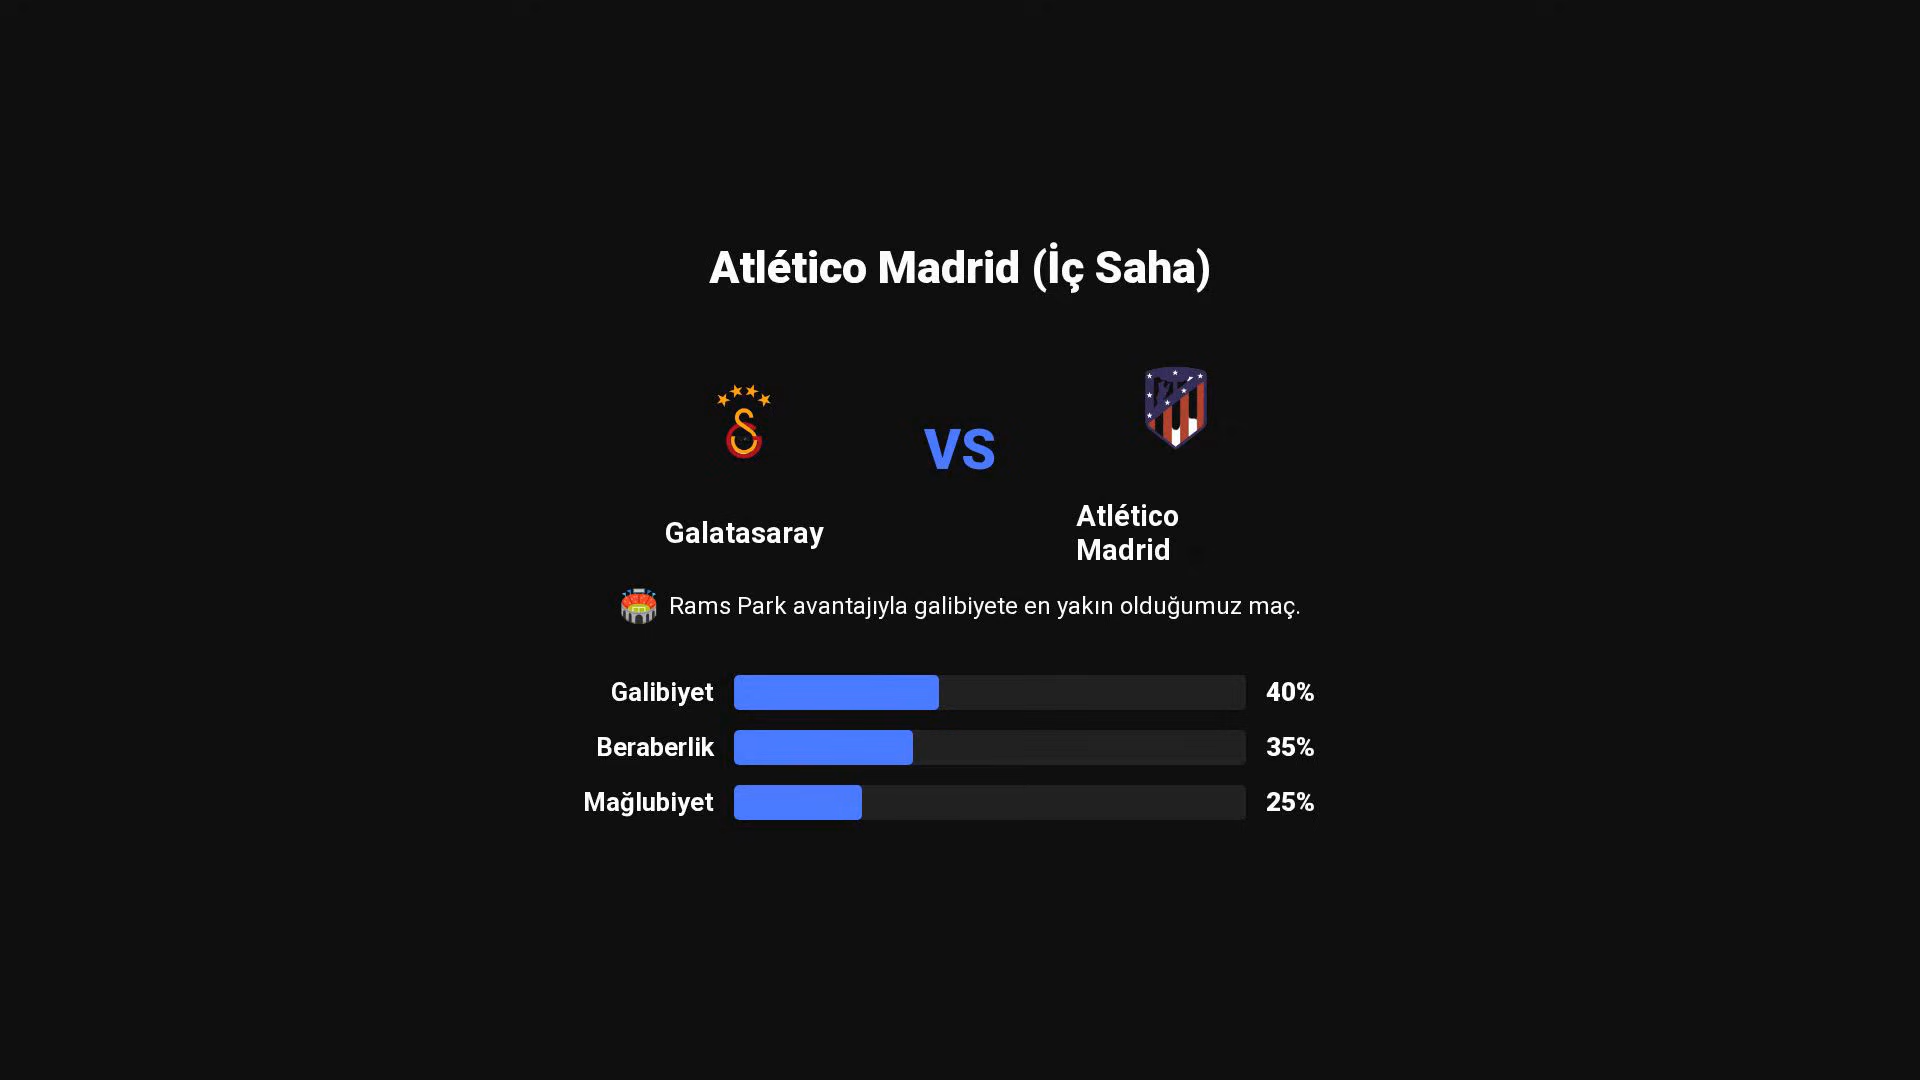 Atlético Madrid (İç Saha)
VS
Galatasaray
Atlético
Madrid
Rams Park avantajıyla galibiyete en yakın olduğumuz maç.
Galibiyet 40%
Beraberlik 35%
Mağlubiyet 25%